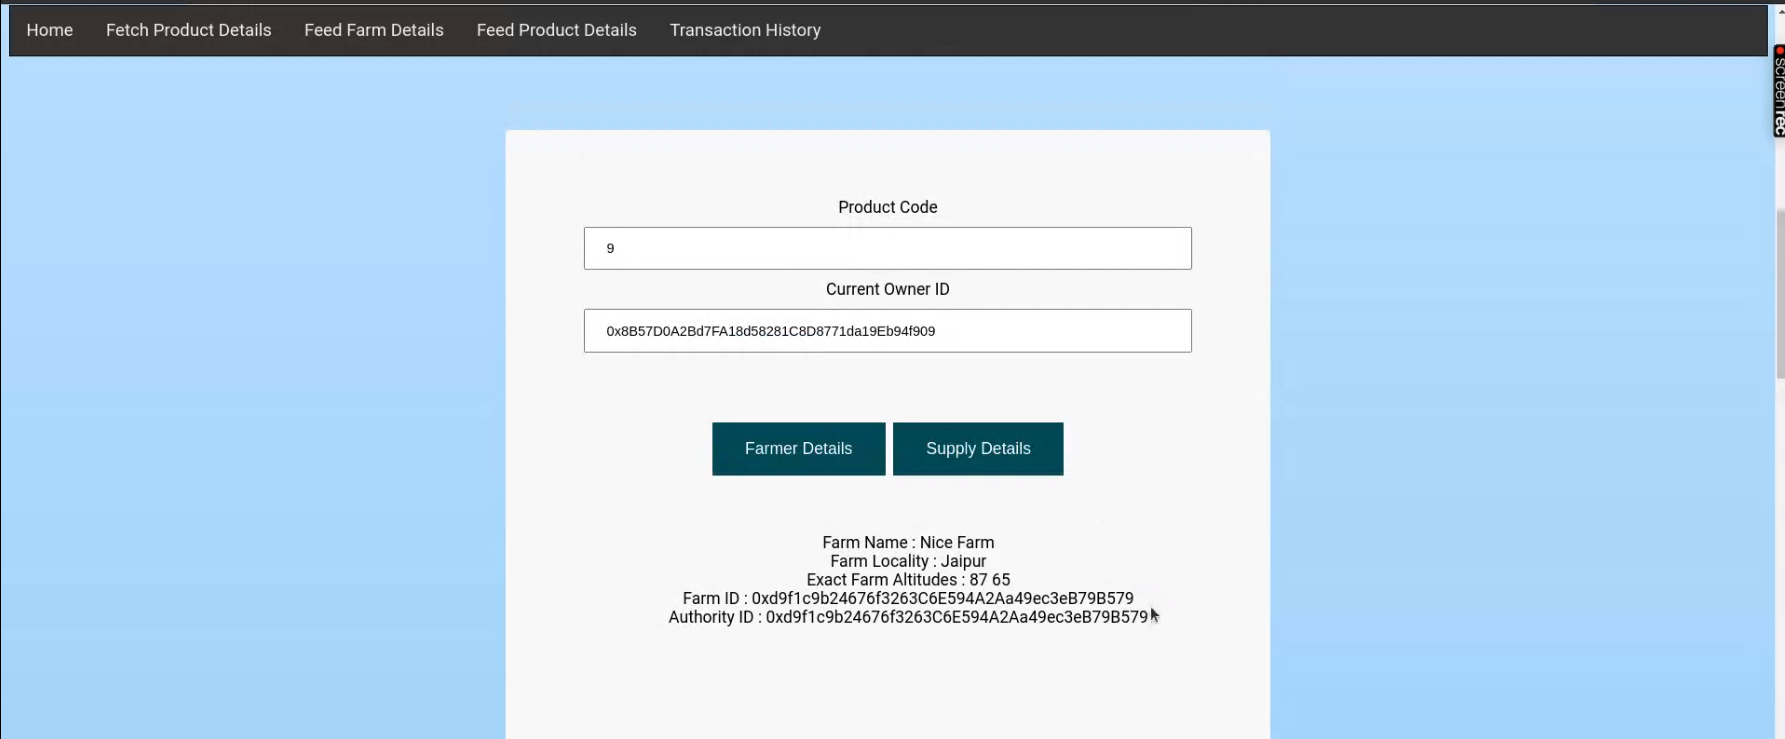 Home Fetch Product Details Feed Farm Details Feed Product Details Transaction History
screenrec
Product Code
9
Current Owner ID
0x8B57D0A2Bd7FA18d58281C8D8771da19Eb94f909
Farmer Details Supply Details
Farm Name : Nice Farm
Farm Locality : Jaipur
Exact Farm Altitudes : 87 65
Farm ID : 0xd9f1c9b24676f3263C6E594A2Aa49ec3eB79B579
Authority ID : 0xd9f1c9b24676f3263C6E594A2Aa49ec3eB79B579